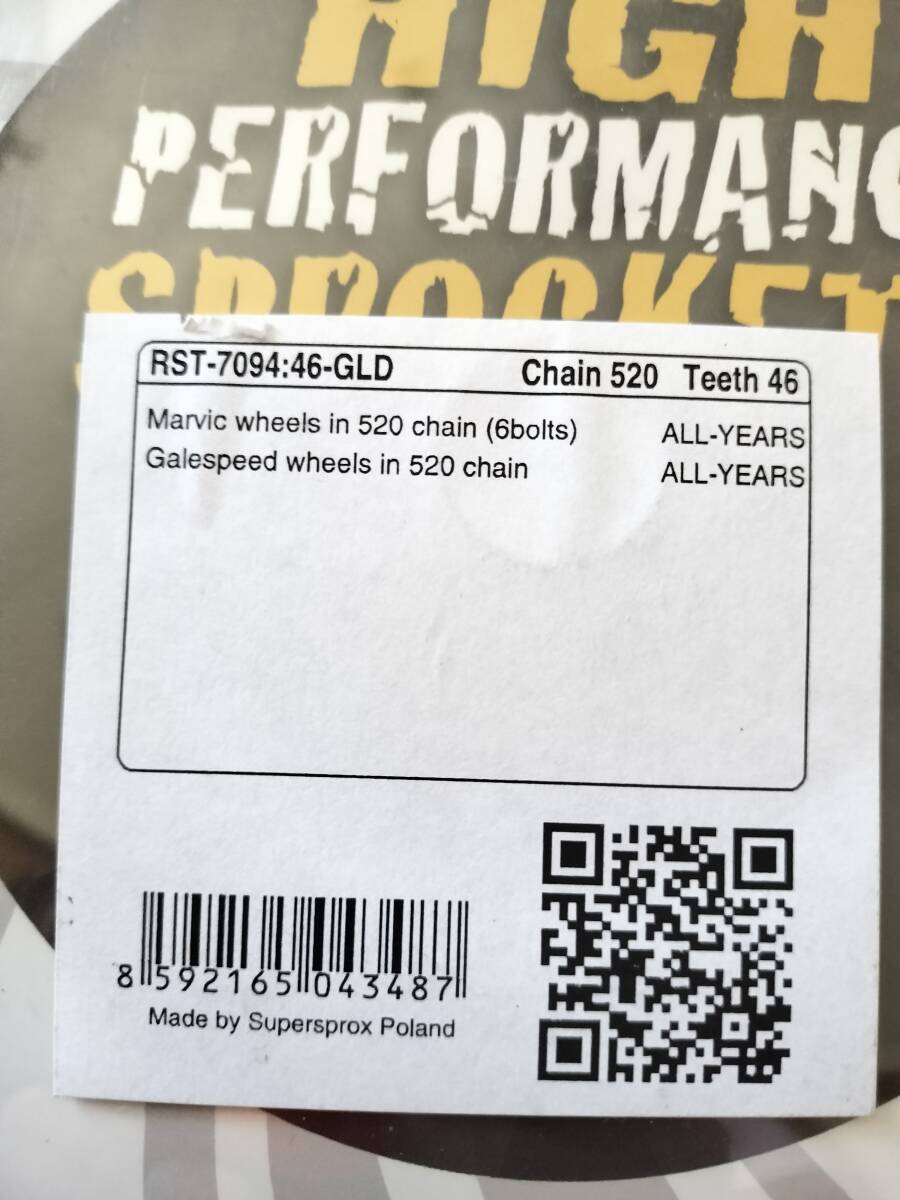 HIGH
PERFORMANC
SPROCKET
RST-7094:46-GLD Chain 520 Teeth 46
Marvic wheels in 520 chain (6bolts) ALL-YEARS
Galespeed wheels in 520 chain ALL-YEARS
8 592165 043487
Made by Supersprox Poland